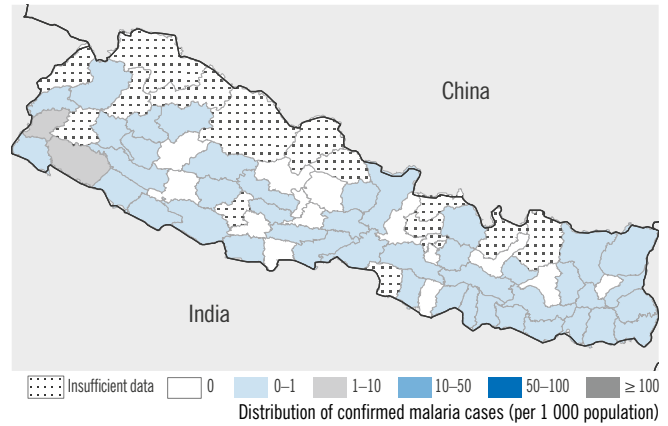 China
India
Insufficient data 0 0–1 1–10 10–50 50–100 ≥ 100
Distribution of confirmed malaria cases (per 1 000 population)